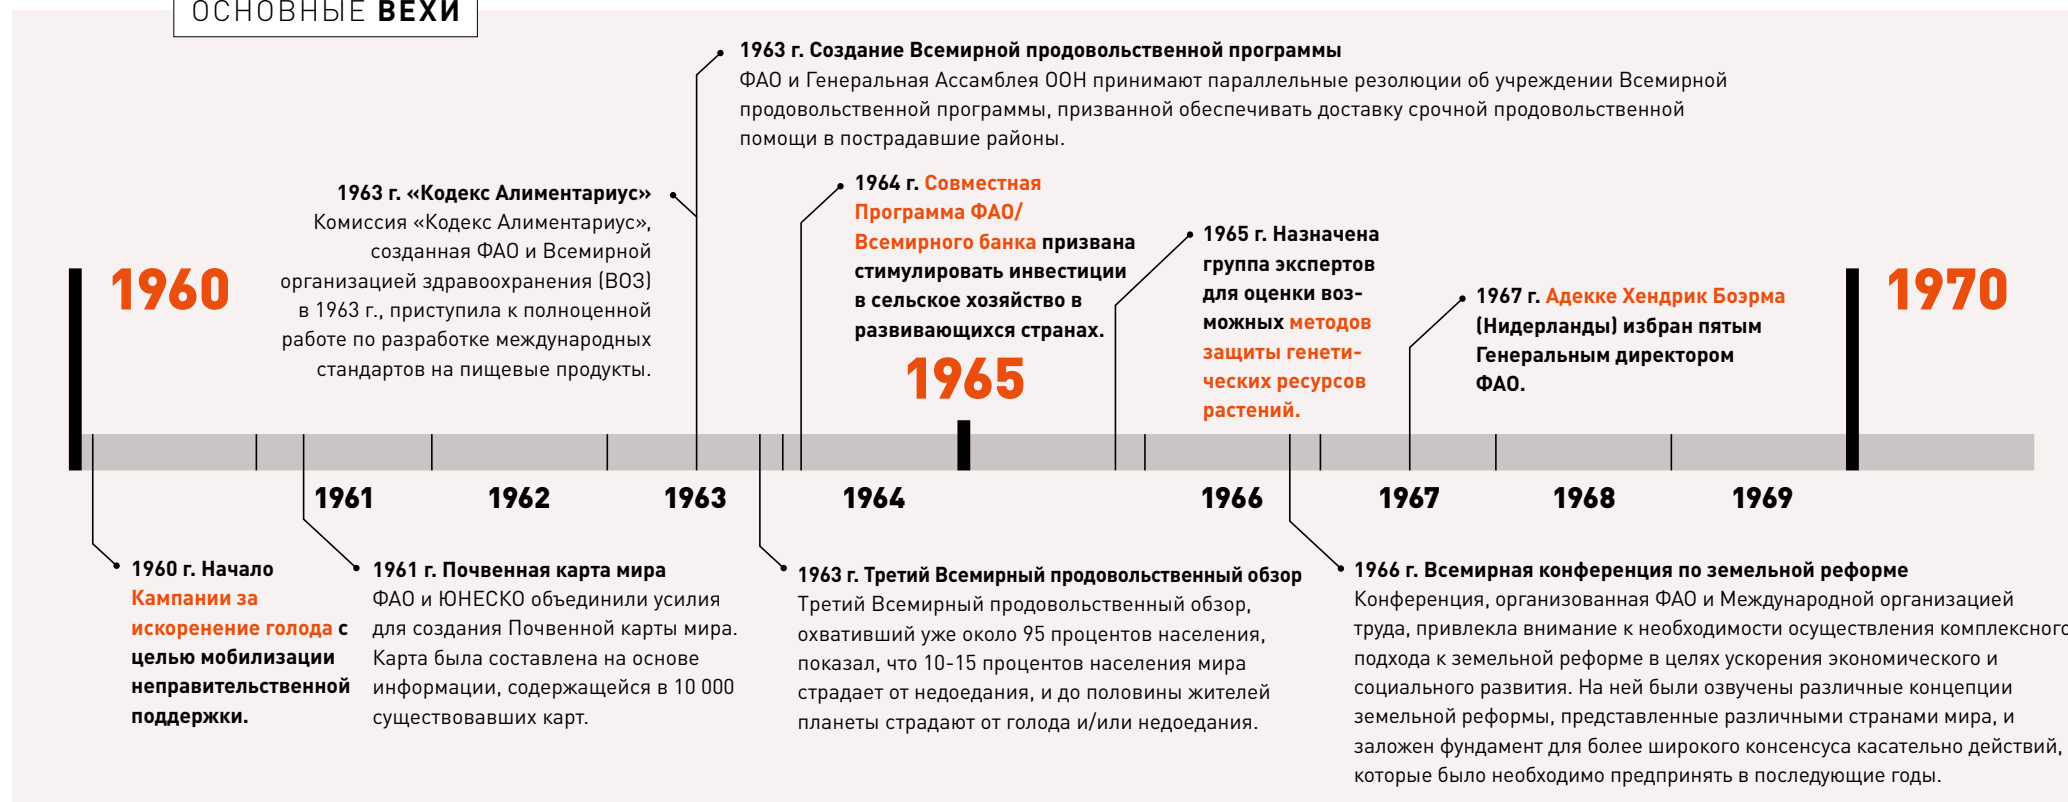 ОСНОВНЫЕ ВЕХИ
1963 г. Создание Всемирной продовольственной программы
ФАО и Генеральная Ассамблея ООН принимают параллельные резолюции об учреждении Всемирной
продовольственной программы, призванной обеспечивать доставку срочной продовольственной
помощи в пострадавшие районы.
1963 г. «Кодекс Алиментариус»
Комиссия «Кодекс Алиментариус»,
созданная ФАО и Всемирной
организацией здравоохранения (ВОЗ)
в 1963 г., приступила к полноценной
работе по разработке международных
стандартов на пищевые продукты.
1964 г. Совместная
Программа ФАО/
Всемирного банка призвана
стимулировать инвестиции
в сельское хозяйство в
развивающихся странах.
1965 г. Назначена
группа экспертов
для оценки воз-
можных методов
защиты генети-
ческих ресурсов
растений.
1967 г. Адекке Хендрик Боэрма
(Нидерланды) избран пятым
Генеральным директором
ФАО.
1960
1965
1970
1961
1962
1963
1964
1966
1967
1968
1969
1960 г. Начало
Кампании за
искоренение голода с
целью мобилизации
неправительственной
поддержки.
1961 г. Почвенная карта мира
ФАО и ЮНЕСКО объединили усилия
для создания Почвенной карты мира.
Карта была составлена на основе
информации, содержащейся в 10 000
существовавших карт.
1963 г. Третий Всемирный продовольственный обзор
Третий Всемирный продовольственный обзор,
охвативший уже около 95 процентов населения,
показал, что 10-15 процентов населения мира
страдает от недоедания, и до половины жителей
планеты страдают от голода и/или недоедания.
1966 г. Всемирная конференция по земельной реформе
Конференция, организованная ФАО и Международной организацией
труда, привлекла внимание к необходимости осуществления комплексного
подхода к земельной реформе в целях ускорения экономического и
социального развития. На ней были озвучены различные концепции
земельной реформы, представленные различными странами мира, и
заложен фундамент для более широкого консенсуса касательно действий,
которые было необходимо предпринять в последующие годы.